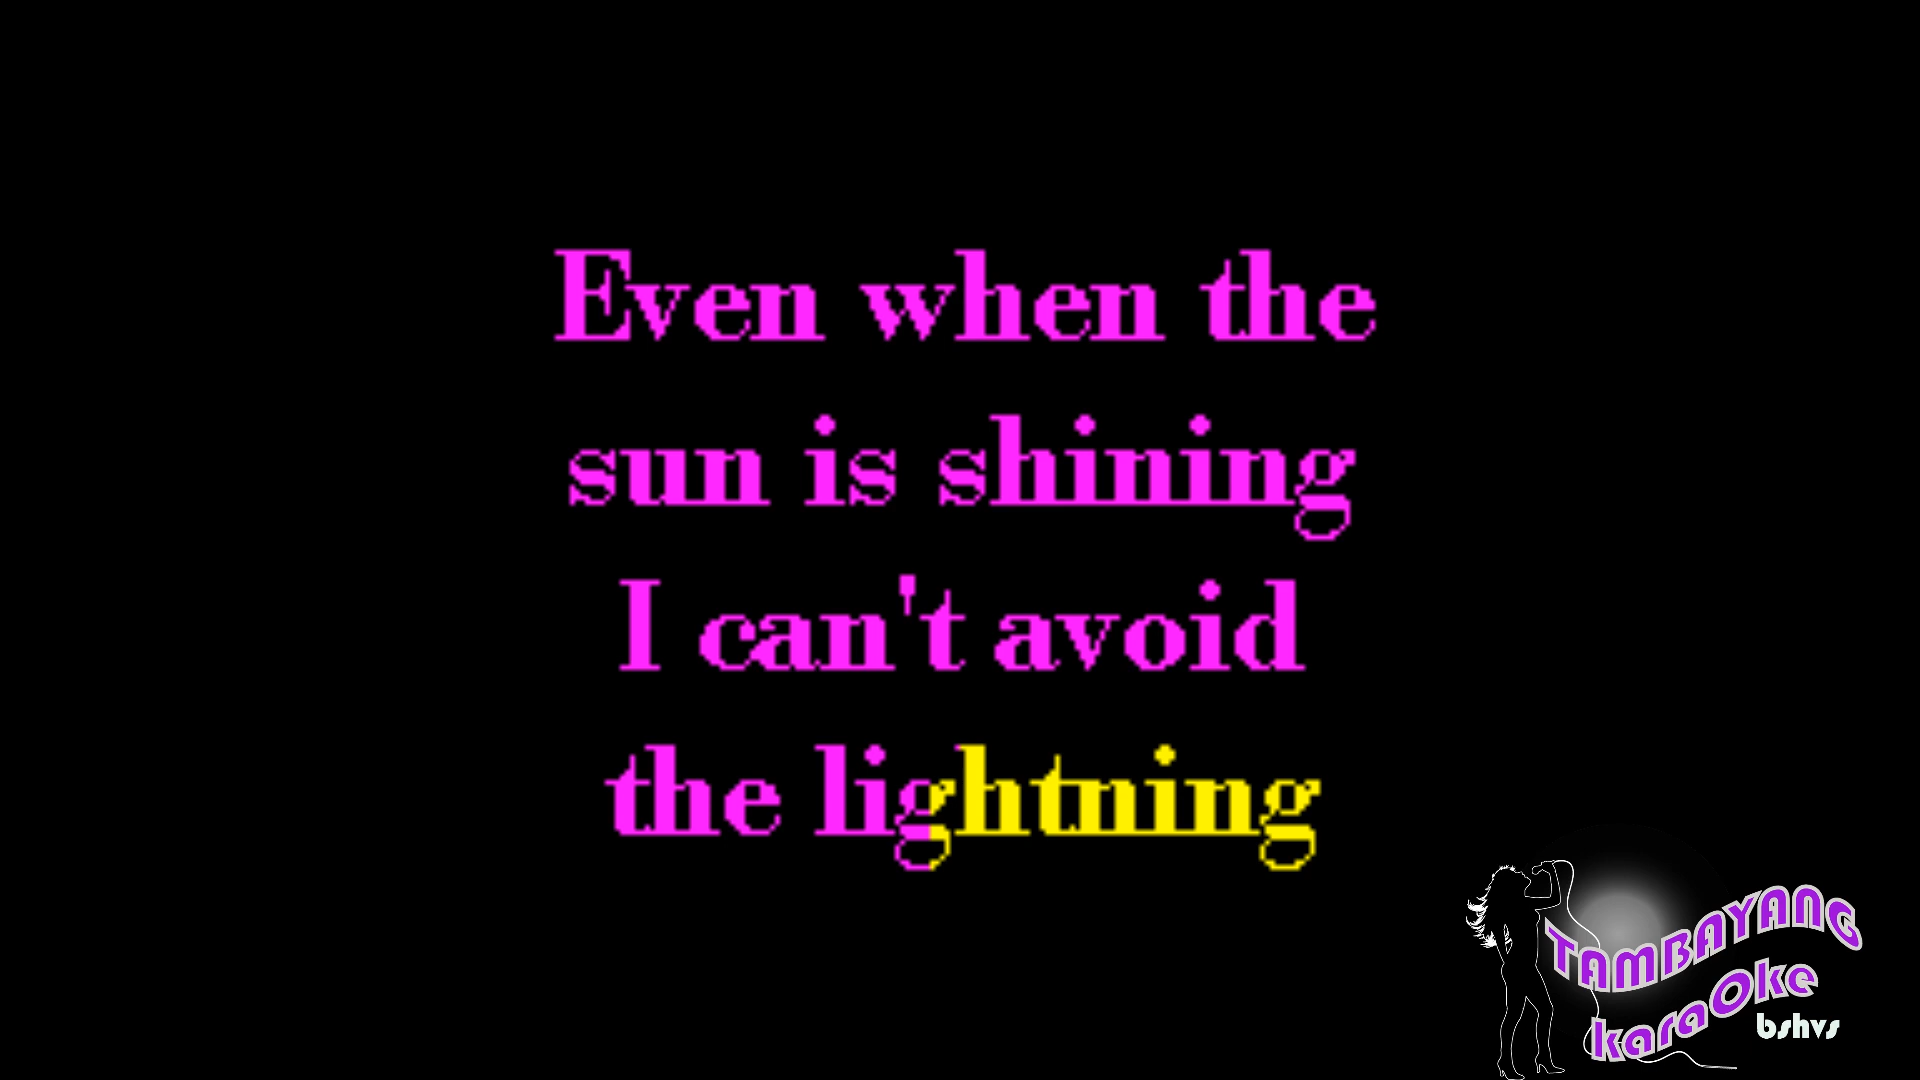 Even when the
sun is shining
I can't avoid
the lightning
TAMBAYANG
karaOke
bshvs